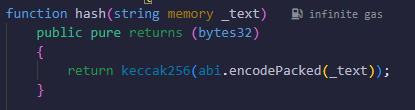 function hash(string memory _text) infinite gas
public pure returns (bytes32)
{
return keccak256(abi.encodePacked(_text));
}